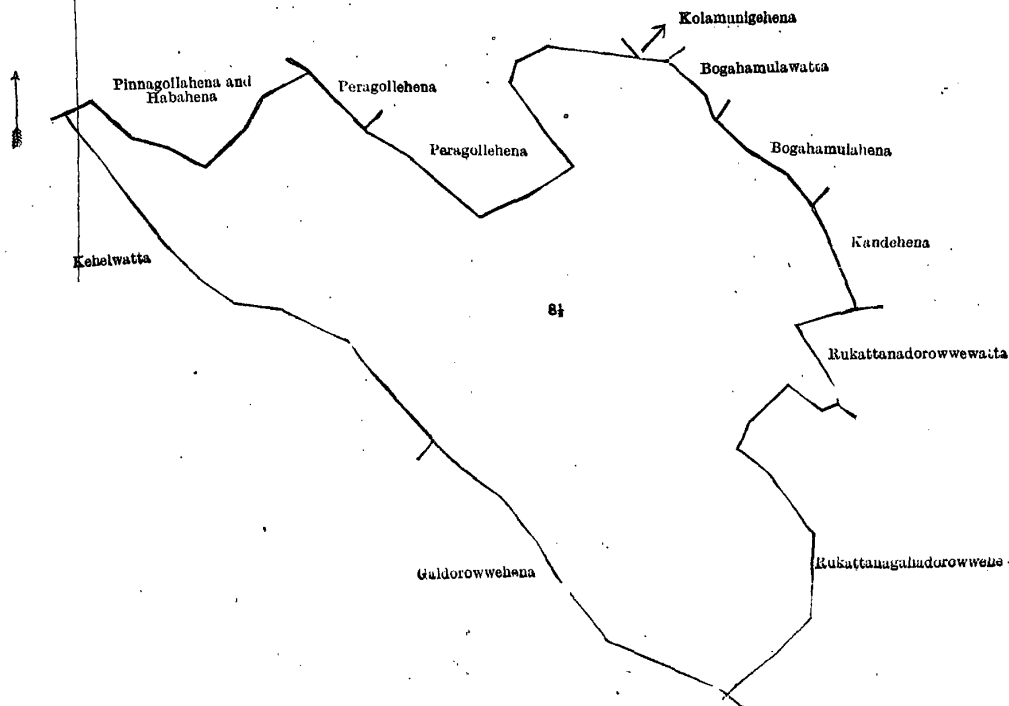 Kolamunigehena
Bogahamulawatta
Pinnagollahena and
Habahena
Peragollehena
Peragollehena
Bogahamulahena
Kandehena
Kehelwatta
8½
Rukattanadorowwewatta
Galdorowwehena
Rukattanagahadorowwehe